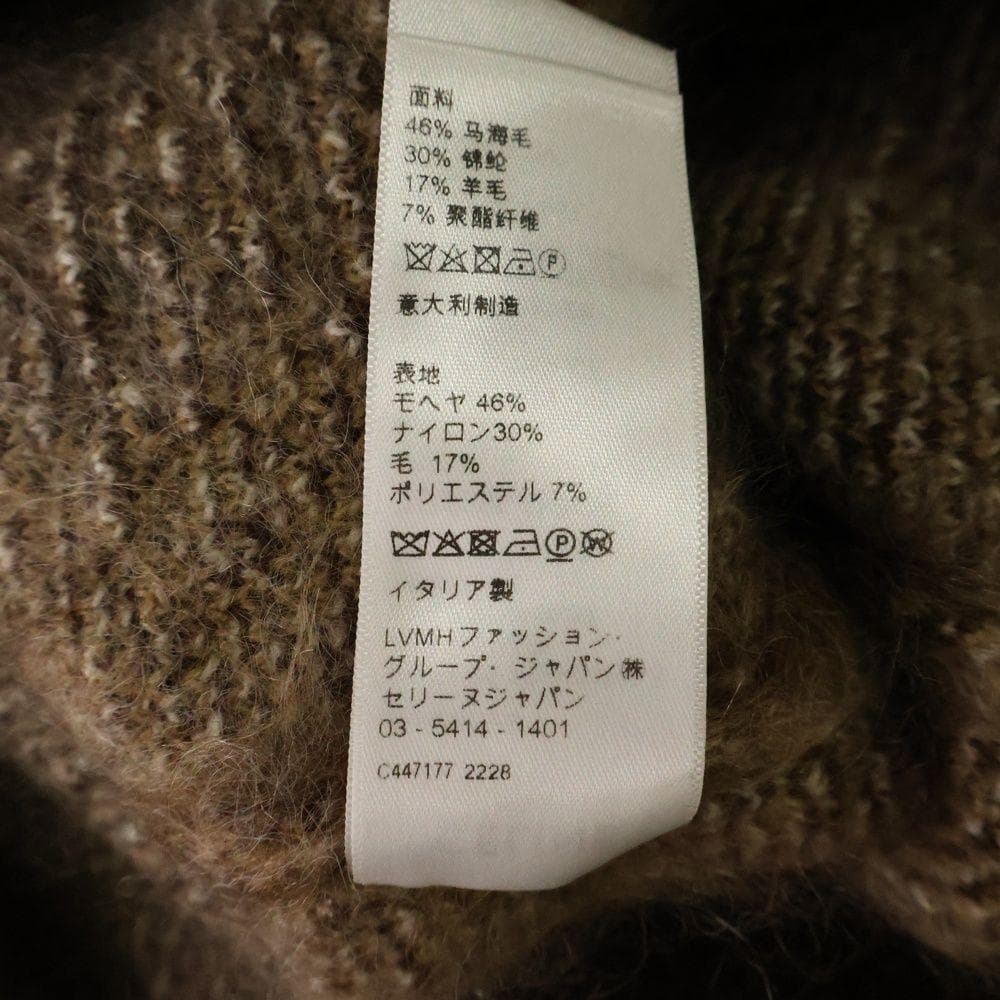 面料
46% 马海毛
30% 锦纶
17% 羊毛
7% 聚酯纤维
P
意大利制造
表地
モヘヤ 46%
ナイロン30%
毛 17%
ポリエステル 7%
P W
イタリア製
LVMHファッション・
グループ・ジャパン㈱
セリーヌジャパン
03 - 5414 - 1401
C447177 2228